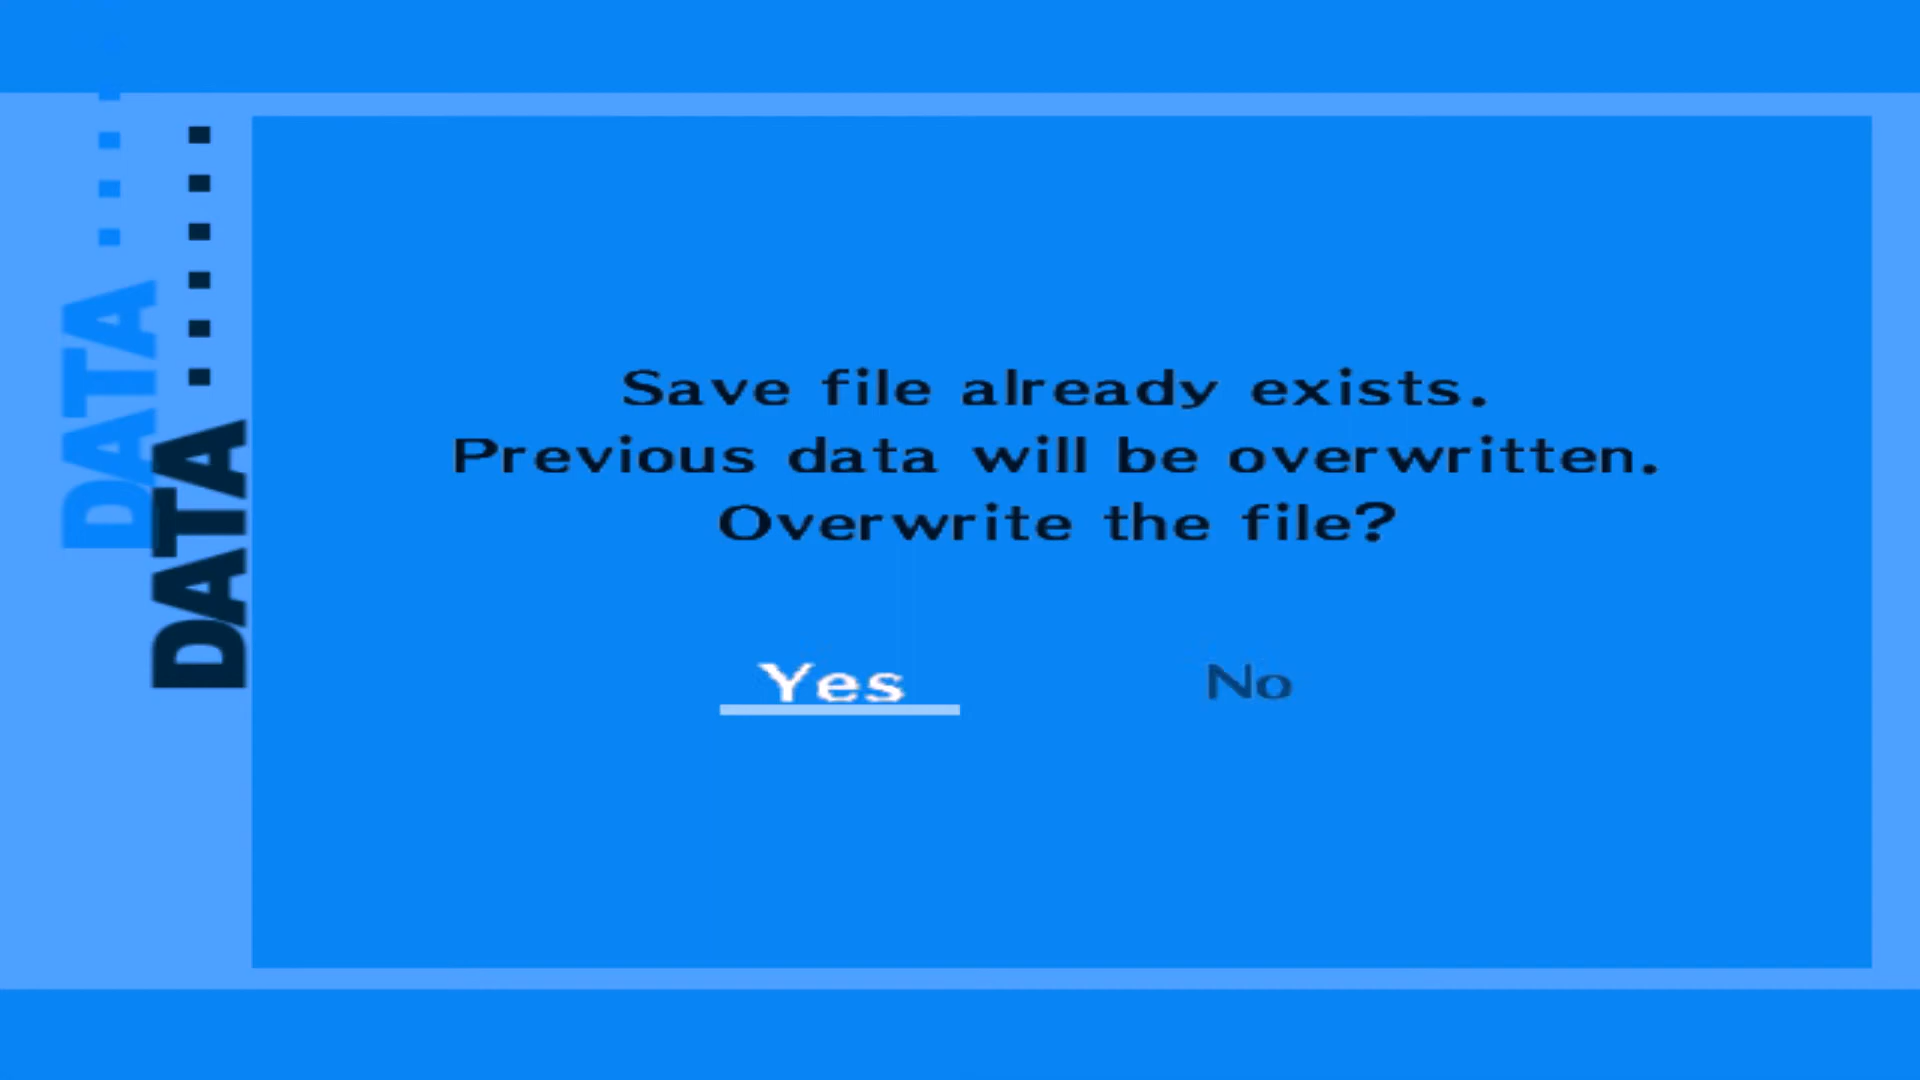 DATA
DATA
Save file already exists.
Previous data will be overwritten.
Overwrite the file?
Yes No